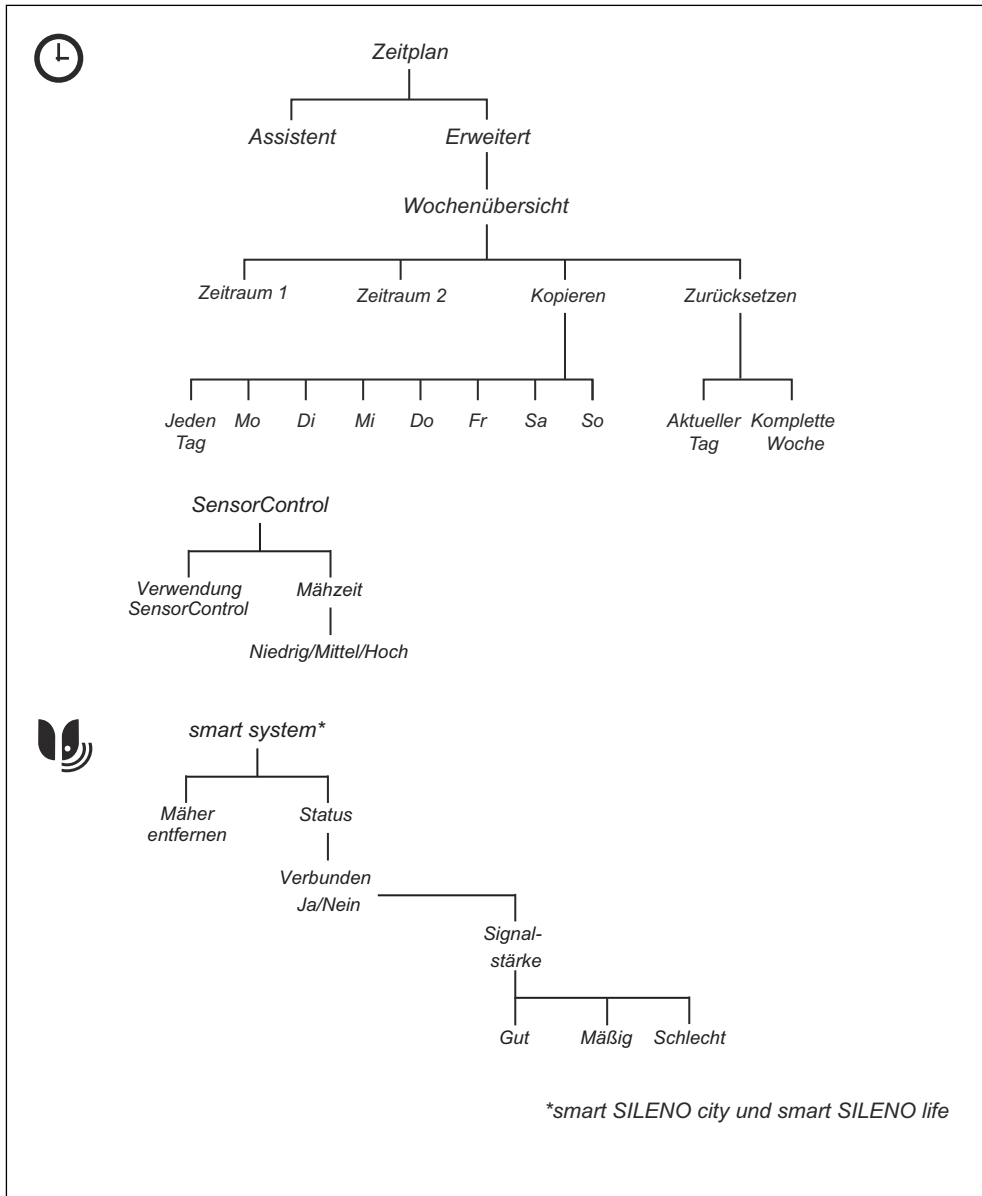 Zeitplan
Assistent Erweitert
Wochenübersicht
Zeitraum 1 Zeitraum 2 Kopieren Zurücksetzen
Jeden Mo Di Mi Do Fr Sa So Aktueller Komplette
Tag Tag Woche
SensorControl
Verwendung Mähzeit
SensorControl
Niedrig/Mittel/Hoch
smart system*
Mäher Status
entfernen
Verbunden
Ja/Nein
Signal-
stärke
Gut Mäßig Schlecht
*smart SILENO city und smart SILENO life